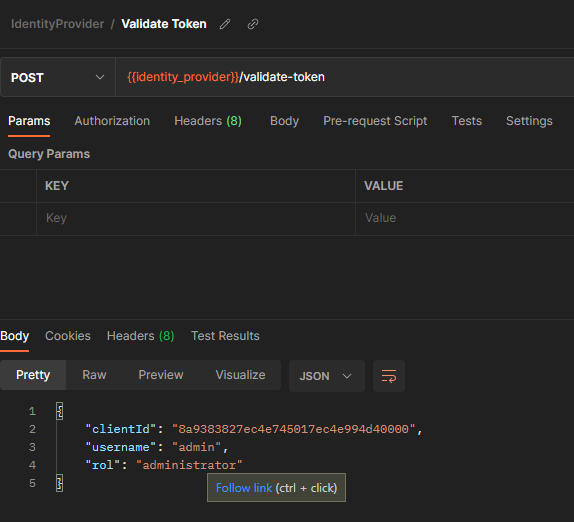 IdentityProvider / Validate Token
POST {{identity_provider}}/validate-token
Params Authorization Headers (8) Body Pre-request Script Tests Settings
Query Params
KEY VALUE
Key Value
Body Cookies Headers (8) Test Results
Pretty Raw Preview Visualize JSON
1 {
2 "clientId": "8a9383827ec4e745017ec4e994d40000",
3 "username": "admin",
4 "rol": "administrator"
5 }
Follow link (ctrl + click)